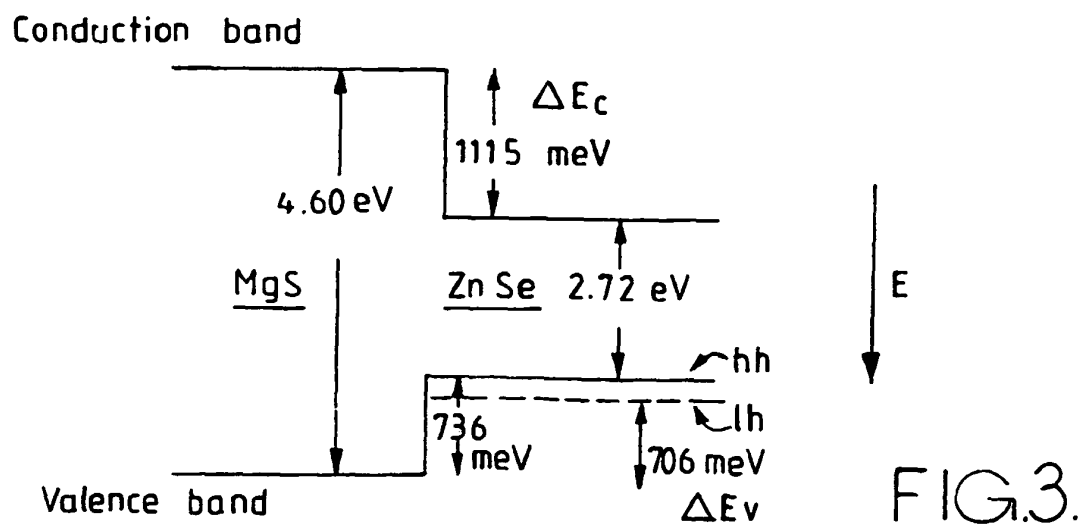 Conduction band
ΔEc
1115 meV
4.60 eV
MgS
Zn Se
2.72 eV
E
hh
lh
736
meV
706 meV
Valence band
ΔEv
FIG.3.